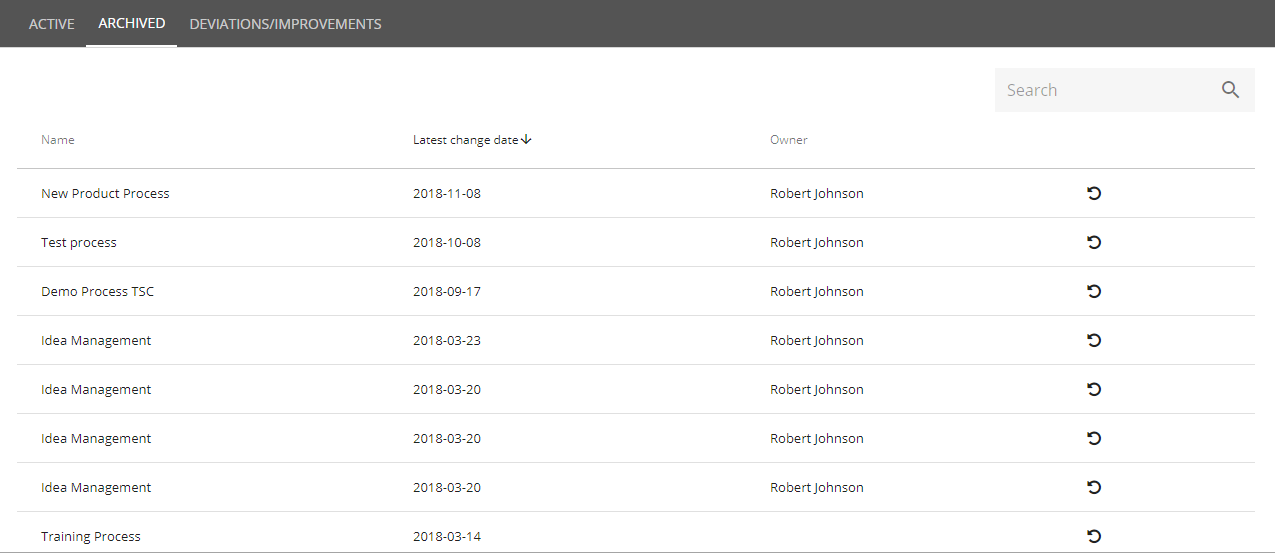 ACTIVE ARCHIVED DEVIATIONS/IMPROVEMENTS
Search
Name Latest change date Owner
New Product Process 2018-11-08 Robert Johnson
Test process 2018-10-08 Robert Johnson
Demo Process TSC 2018-09-17 Robert Johnson
Idea Management 2018-03-23 Robert Johnson
Idea Management 2018-03-20 Robert Johnson
Idea Management 2018-03-20 Robert Johnson
Idea Management 2018-03-20 Robert Johnson
Training Process 2018-03-14